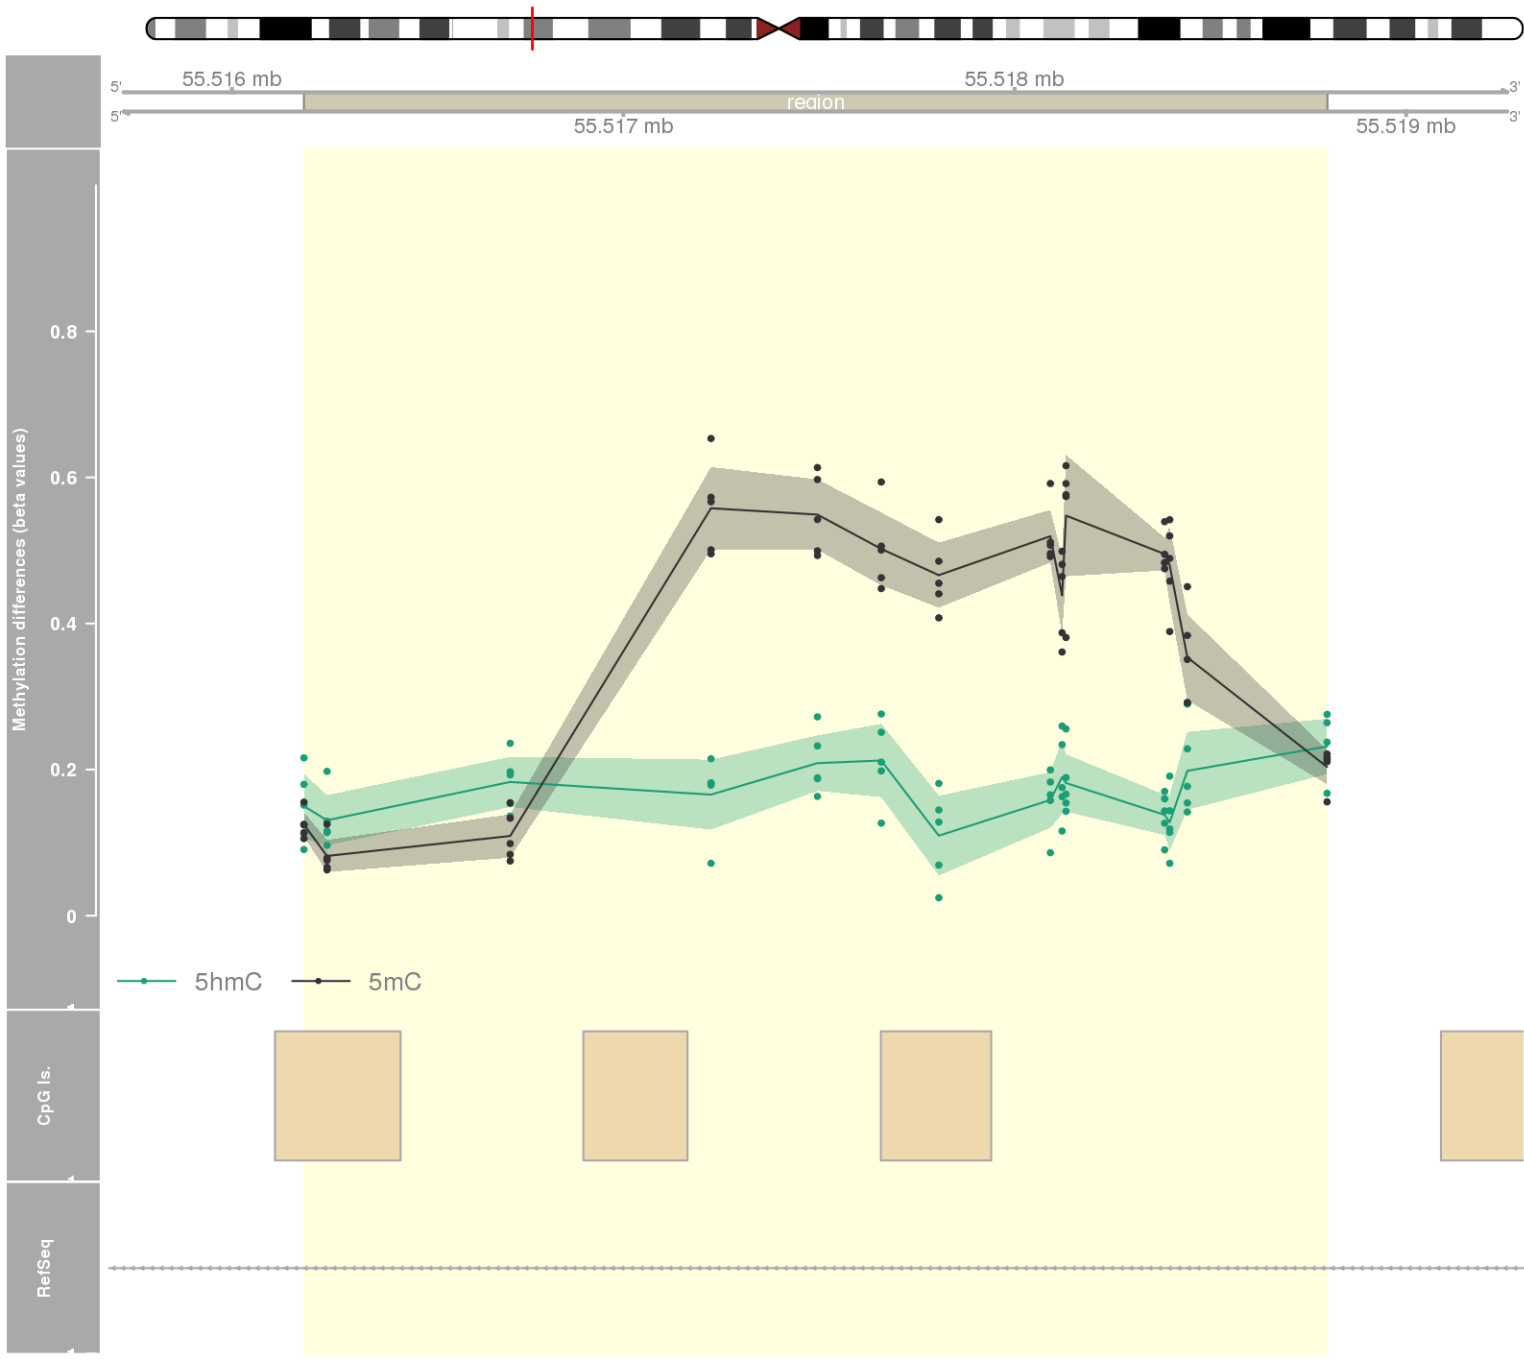 55.516 mb
55.518 mb
5' 3'
region
5' 3'
55.517 mb
55.519 mb
Methylation differences (beta values)
0.8
0.6
0.4
0.2
0
5hmC
5mC
CpG Is.
RefSeq